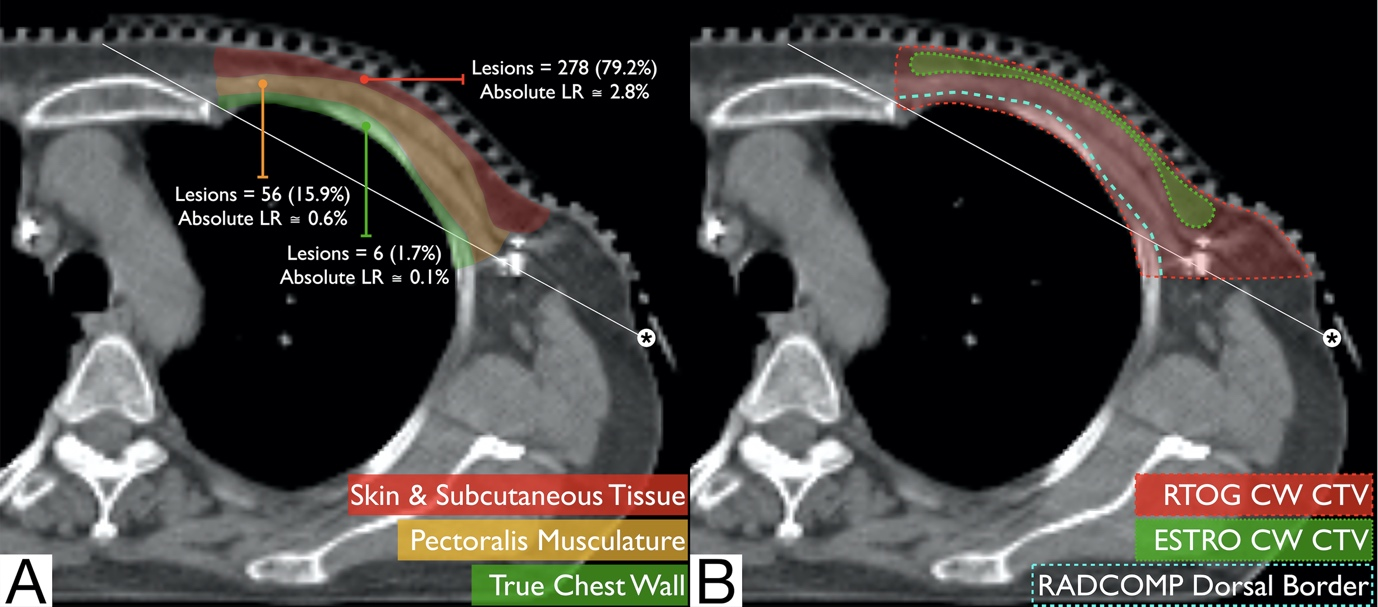 Lesions = 278 (79.2%)
Absolute LR ≅ 2.8%
Lesions = 56 (15.9%)
Absolute LR ≅ 0.6%
Lesions = 6 (1.7%)
Absolute LR ≅ 0.1%
*
Skin & Subcutaneous Tissue
Pectoralis Musculature
True Chest Wall
A
*
RTOG CW CTV
ESTRO CW CTV
RADCOMP Dorsal Border
B